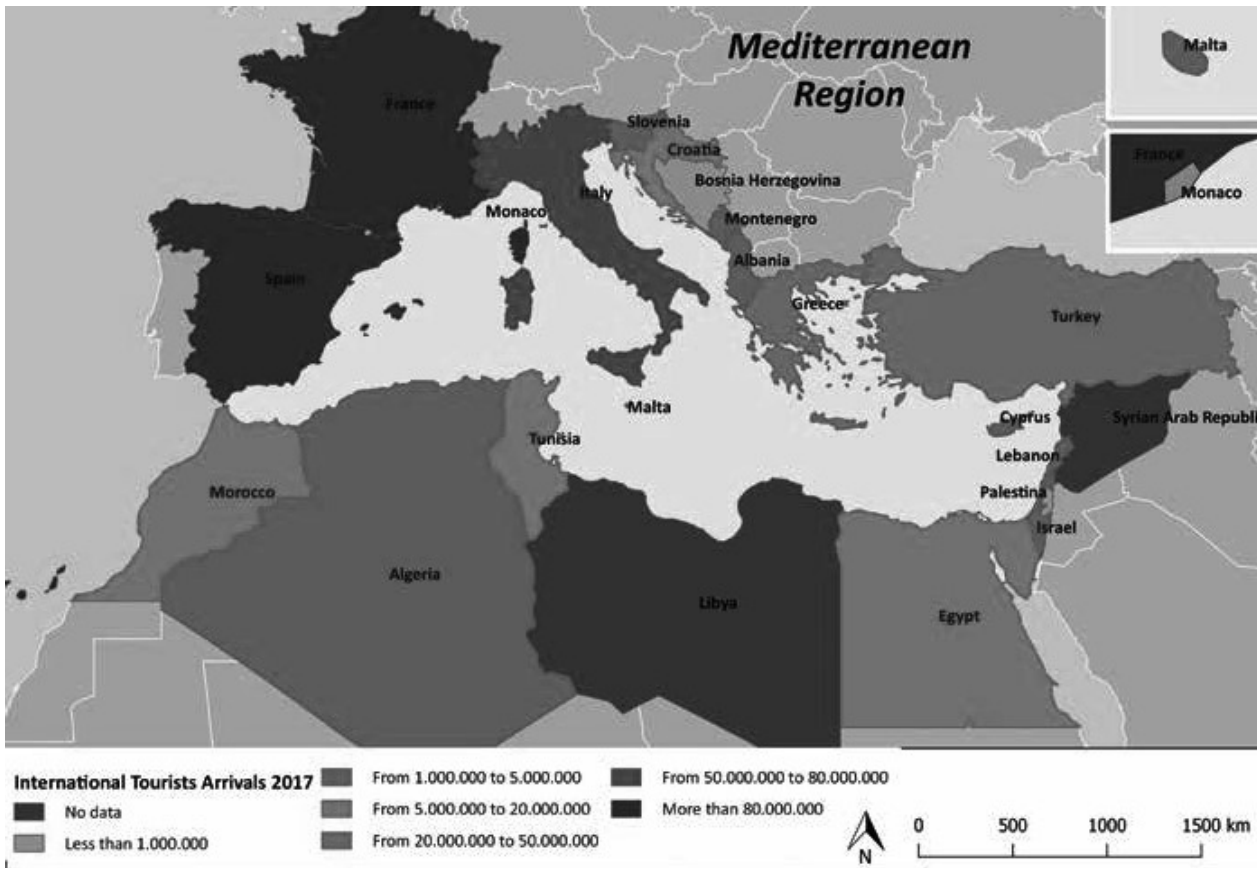 Mediterranean
Region
Malta
France
Monaco
France
Slovenia
Croatia
Bosnia Herzegovina
Italy
Monaco
Montenegro
Albania
Spain
Greece
Turkey
Malta
Cyprus
Syrian Arab Republi
Tunisia
Lebanon
Morocco
Palestina
Israel
Algeria
Libya
Egypt
International Tourists Arrivals 2017
No data
Less than 1.000.000
From 1.000.000 to 5.000.000
From 5.000.000 to 20.000.000
From 20.000.000 to 50.000.000
From 50.000.000 to 80.000.000
More than 80.000.000
N
0 500 1000 1500 km